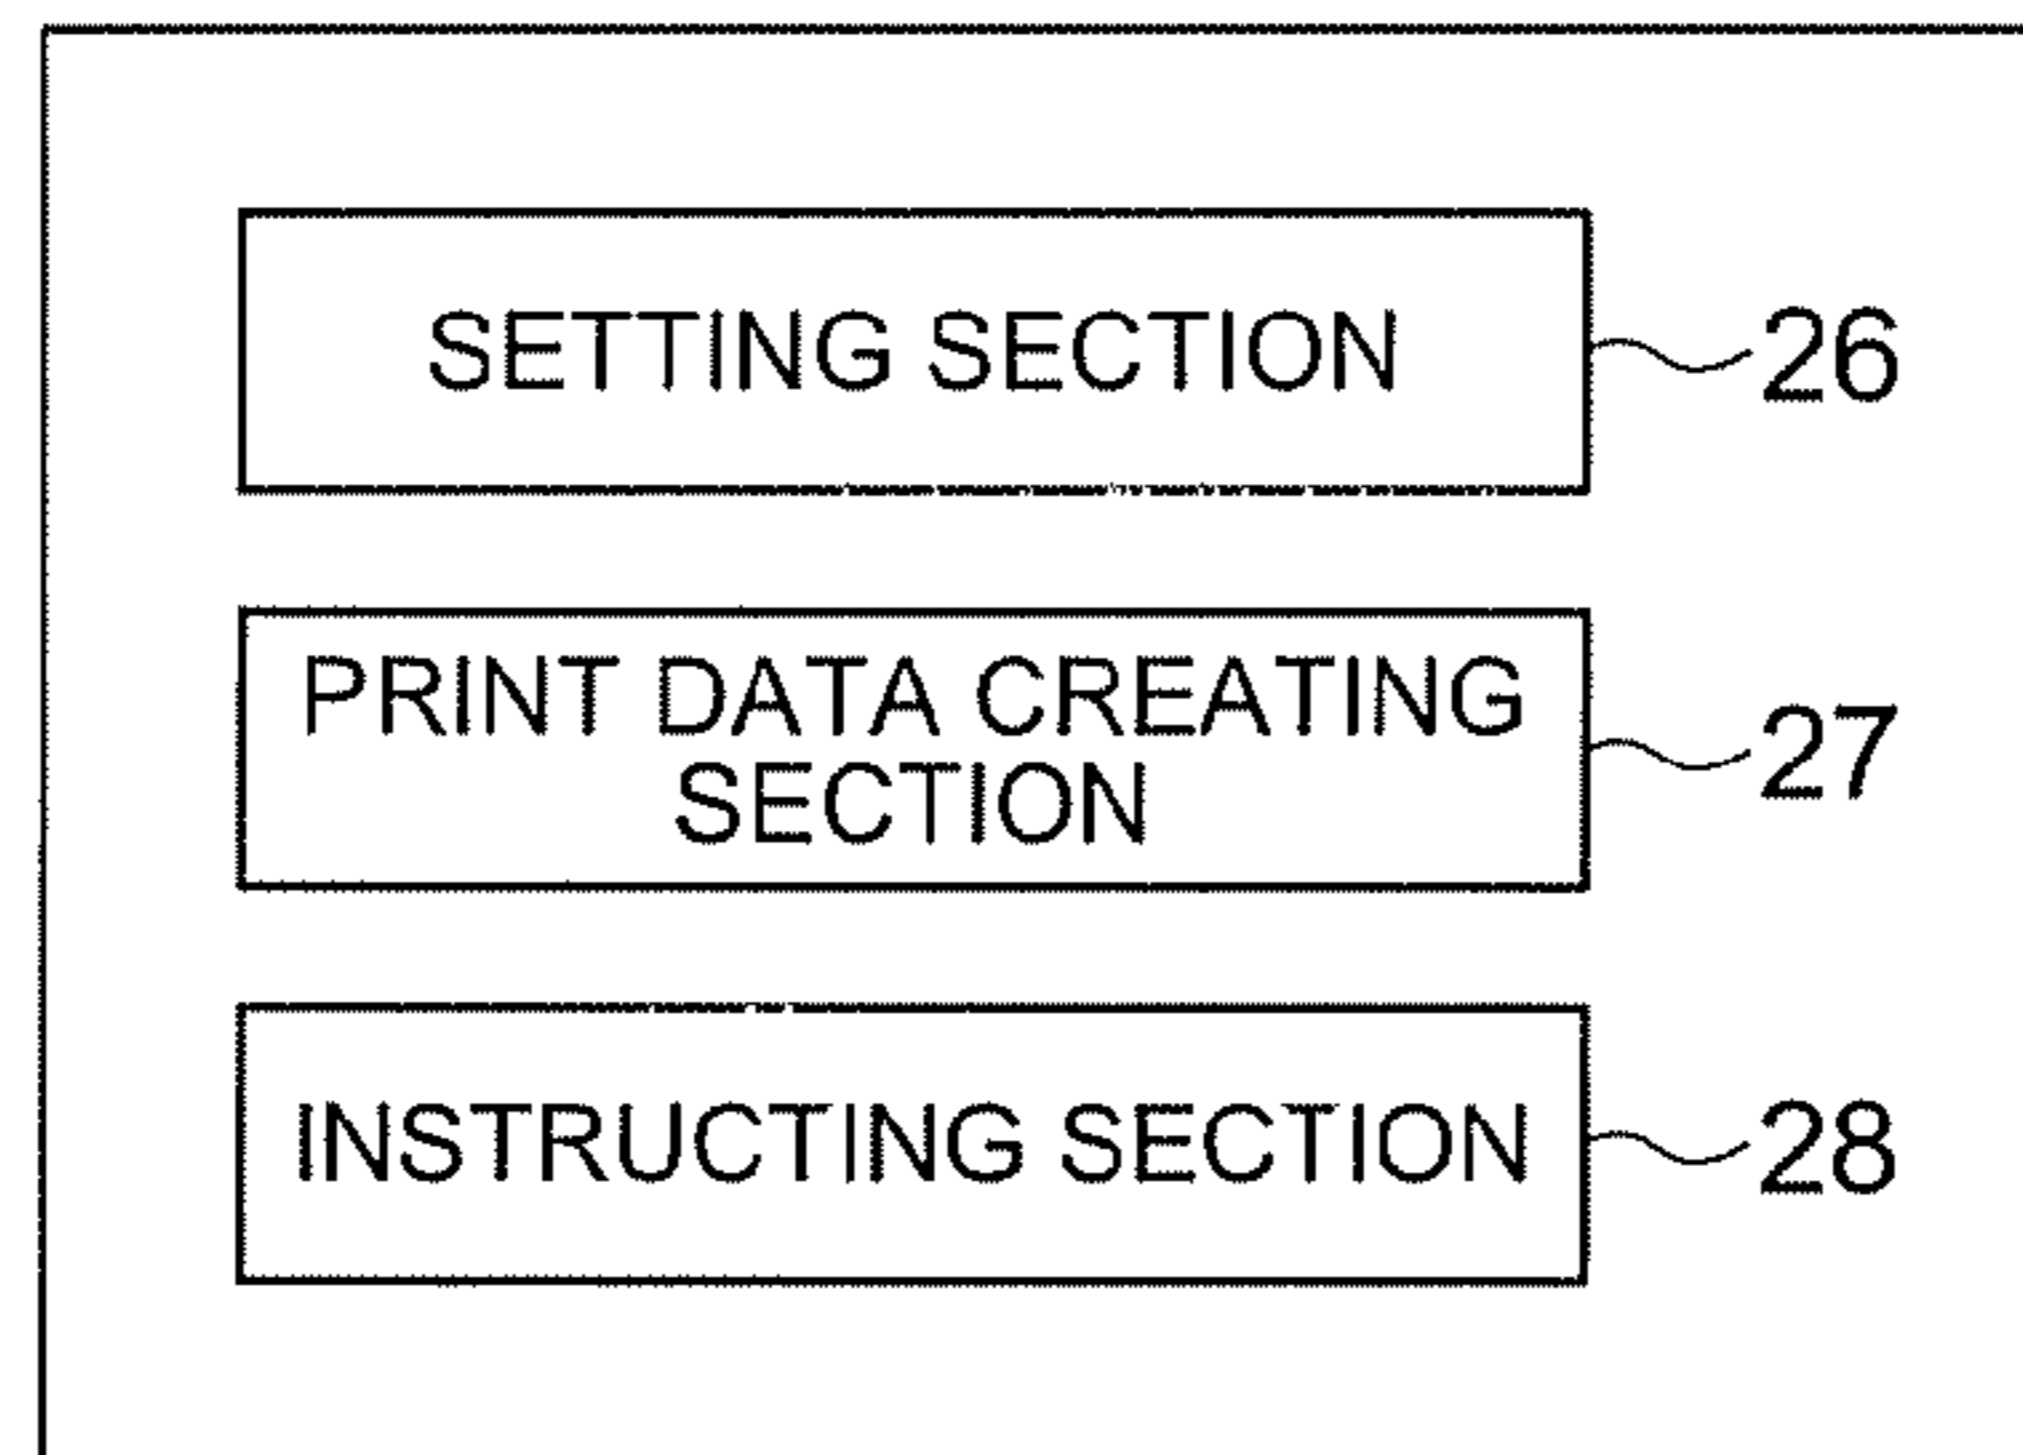 SETTING SECTION
26
PRINT DATA CREATING
SECTION
27
INSTRUCTING SECTION
28